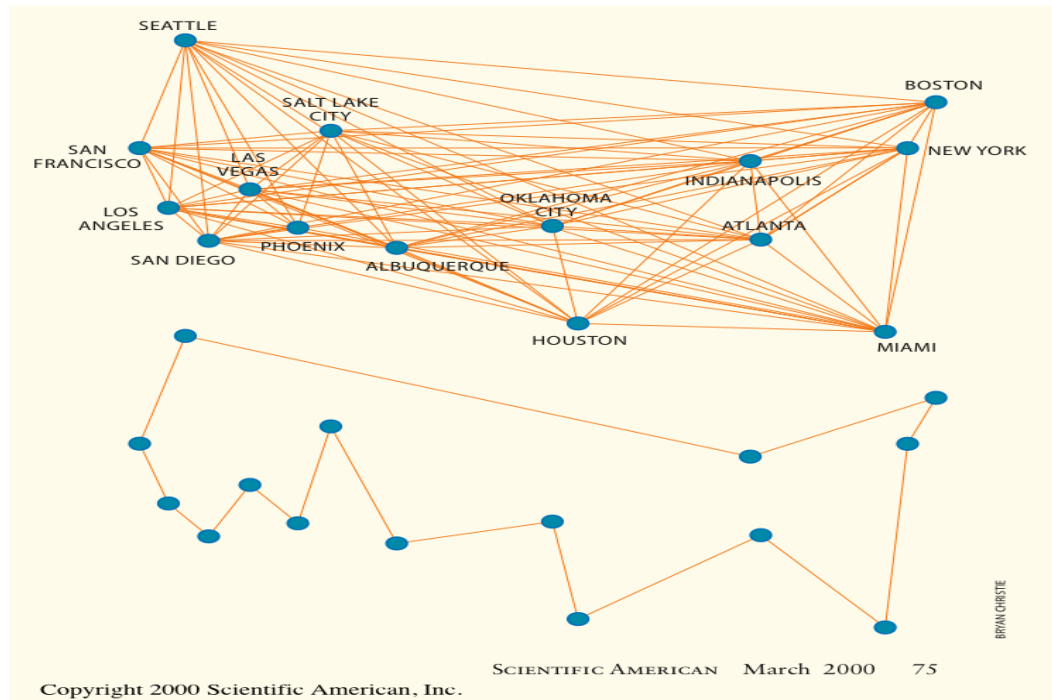 SEATTLE
BOSTON
SALT LAKE
CITY
SAN
FRANCISCO
LAS
VEGAS
NEW YORK
INDIANAPOLIS
OKLAHOMA
CITY
LOS
ANGELES
ATLANTA
PHOENIX
SAN DIEGO
ALBUQUERQUE
HOUSTON
MIAMI
BRYAN CHRISTIE
SCIENTIFIC AMERICAN March 2000 75
Copyright 2000 Scientific American, Inc.